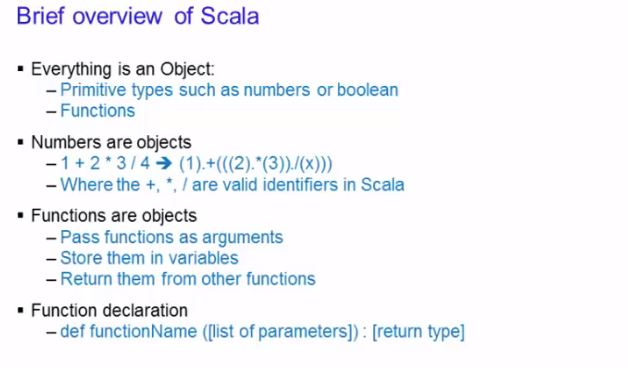 Brief overview of Scala
▪ Everything is an Object:
– Primitive types such as numbers or boolean
– Functions
▪ Numbers are objects
– 1 + 2 * 3 / 4 ➔ (1).+(((2).*(3))./(x)))
– Where the +, *, / are valid identifiers in Scala
▪ Functions are objects
– Pass functions as arguments
– Store them in variables
– Return them from other functions
▪ Function declaration
– def functionName ([list of parameters]) : [return type]